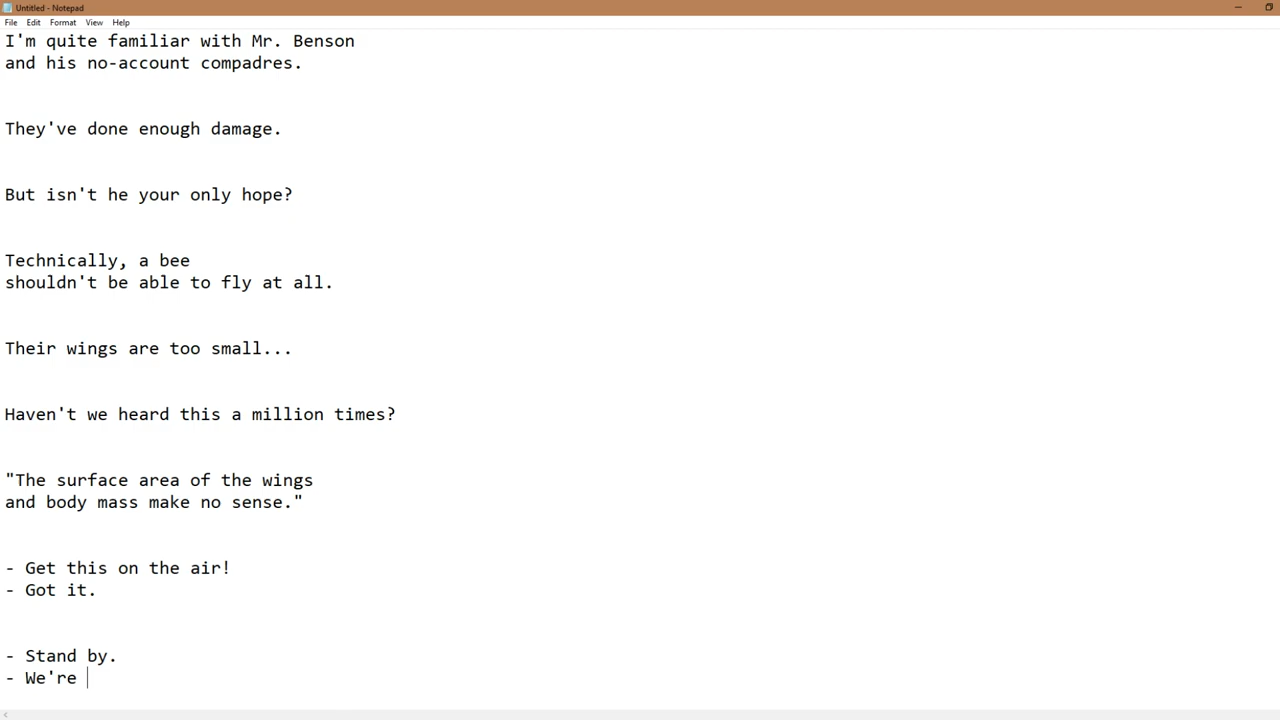 Untitled - Notepad
File Edit Format View Help
I'm quite familiar with Mr. Benson
and his no-account compadres.
They've done enough damage.
But isn't he your only hope?
Technically, a bee
shouldn't be able to fly at all.
Their wings are too small...
Haven't we heard this a million times?
"The surface area of the wings
and body mass make no sense."
- Get this on the air!
- Got it.
- Stand by.
- We're